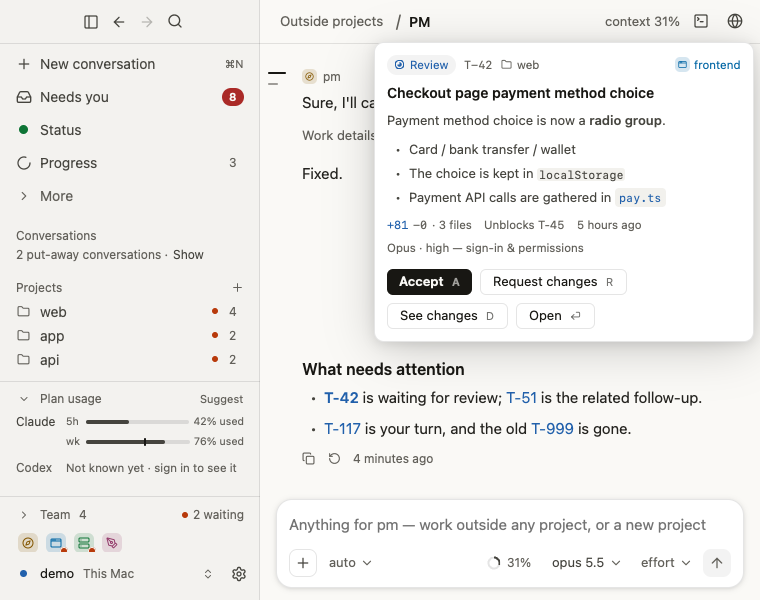 Outside projects / PM
context 31%
New conversation ⌘N
Needs you 8
Status
Progress 3
More
Conversations
2 put-away conversations · Show
Projects
web 4
app 2
api 2
Plan usage Suggest
Claude 5h 42% used
wk 76% used
Codex Not known yet · sign in to see it
Team 4 2 waiting
demo This Mac
pm
Sure, I'll ca
Work details
Fixed.
Review T–42 web frontend
Checkout page payment method choice
Payment method choice is now a radio group.
• Card / bank transfer / wallet
• The choice is kept in localStorage
• Payment API calls are gathered in pay.ts
+81 −0 · 3 files Unblocks T-45 5 hours ago
Opus · high — sign-in & permissions
Accept A Request changes R
See changes D Open ⏎
What needs attention
• T-42 is waiting for review; T-51 is the related follow-up.
• T-117 is your turn, and the old T-999 is gone.
4 minutes ago
Anything for pm — work outside any project, or a new project
auto 31% opus 5.5 effort